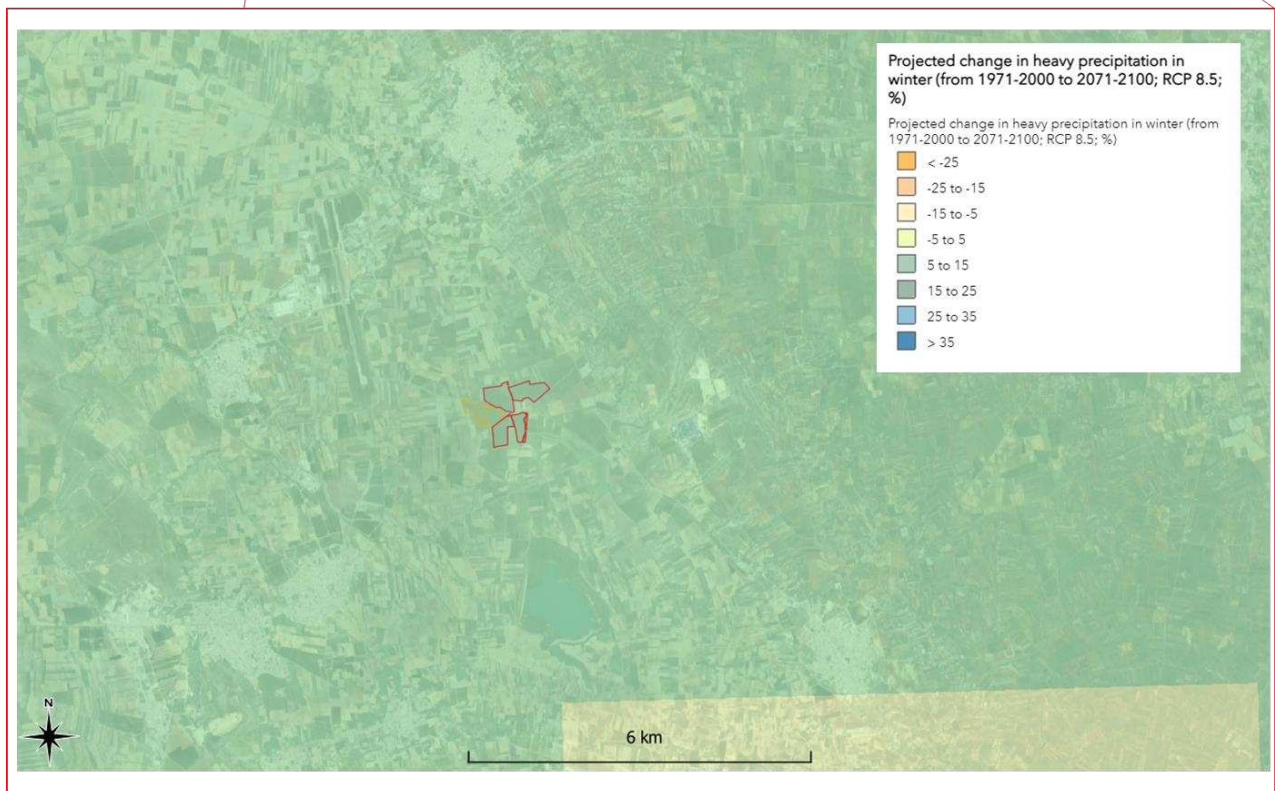 Projected change in heavy precipitation in
winter (from 1971-2000 to 2071-2100; RCP 8.5;
%)
Projected change in heavy precipitation in winter (from
1971-2000 to 2071-2100; RCP 8.5; %)
< -25
-25 to -15
-15 to -5
-5 to 5
5 to 15
15 to 25
25 to 35
> 35
N
6 km